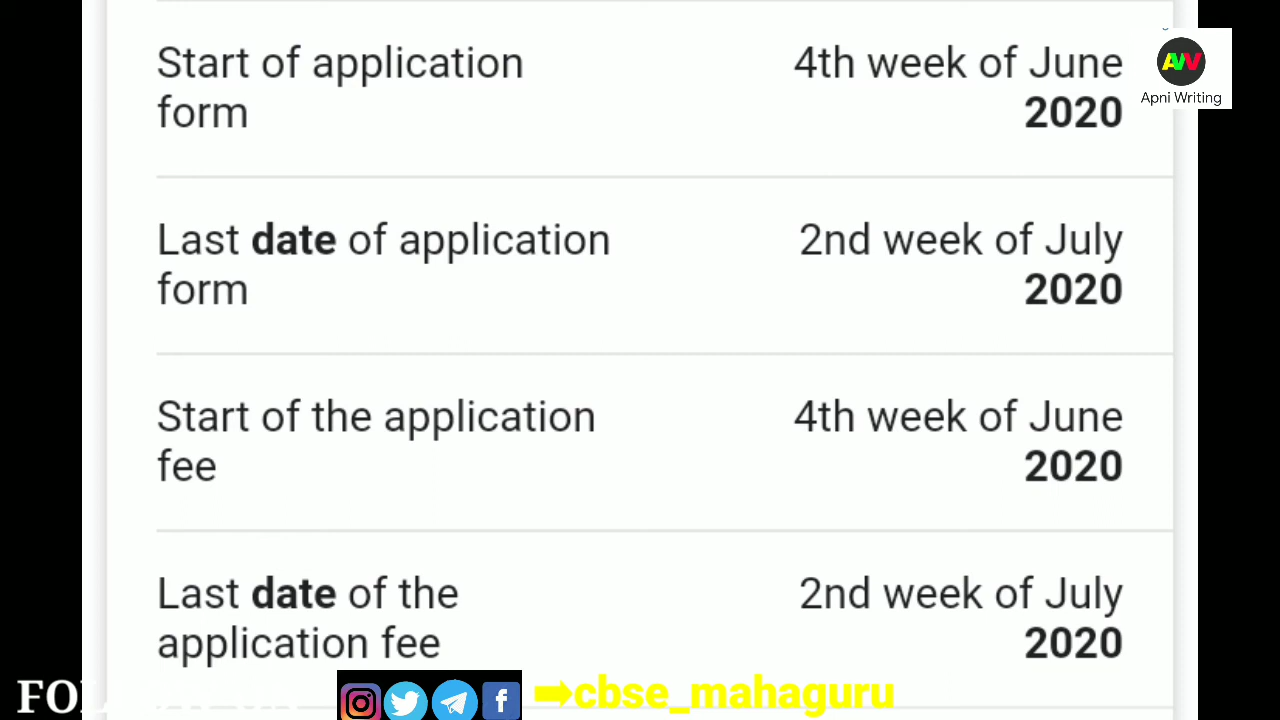 Start of application
form
4th week of June
2020
AW
Apni Writing
Last date of application
form
2nd week of July
2020
Start of the application
fee
4th week of June
2020
Last date of the
application fee
2nd week of July
2020
➡cbse_mahaguru